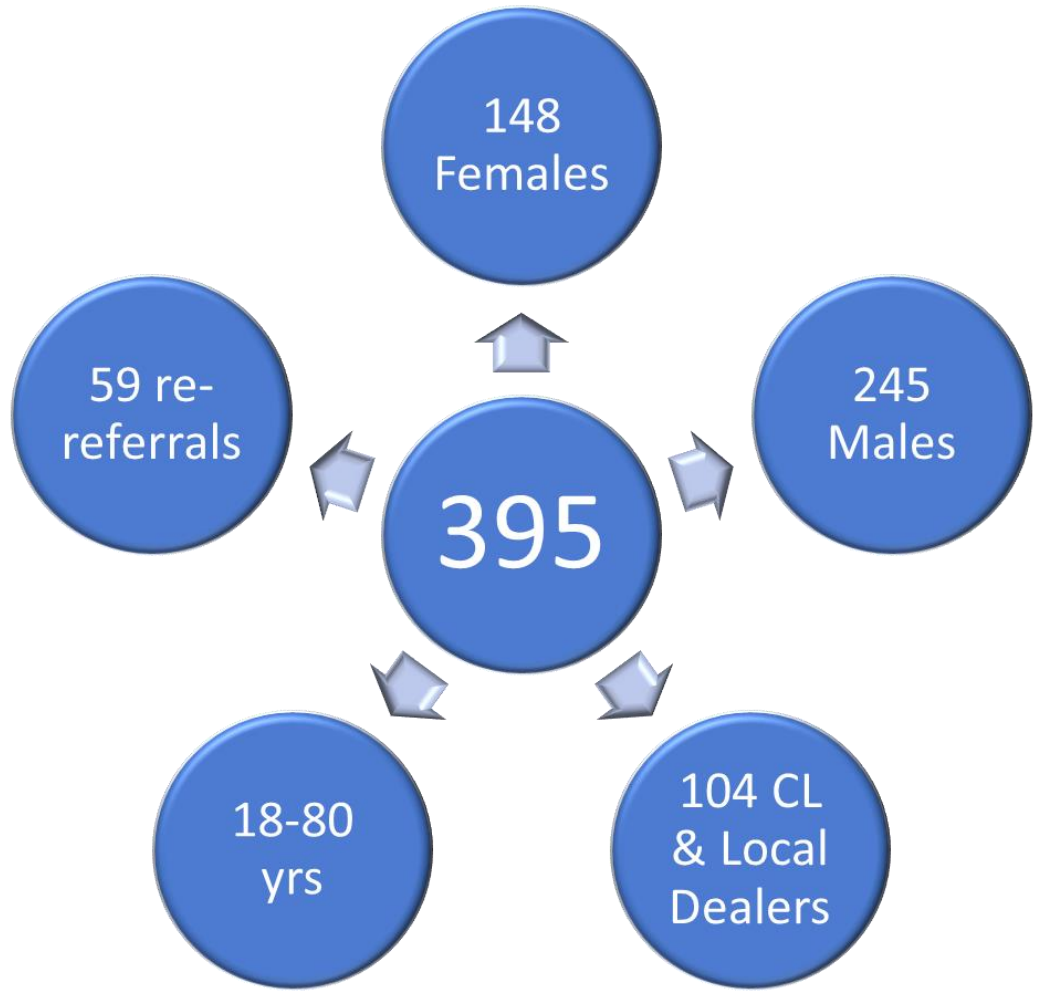 148
Females
59 re-
referrals
245
Males
395
18-80
yrs
104 CL
& Local
Dealers